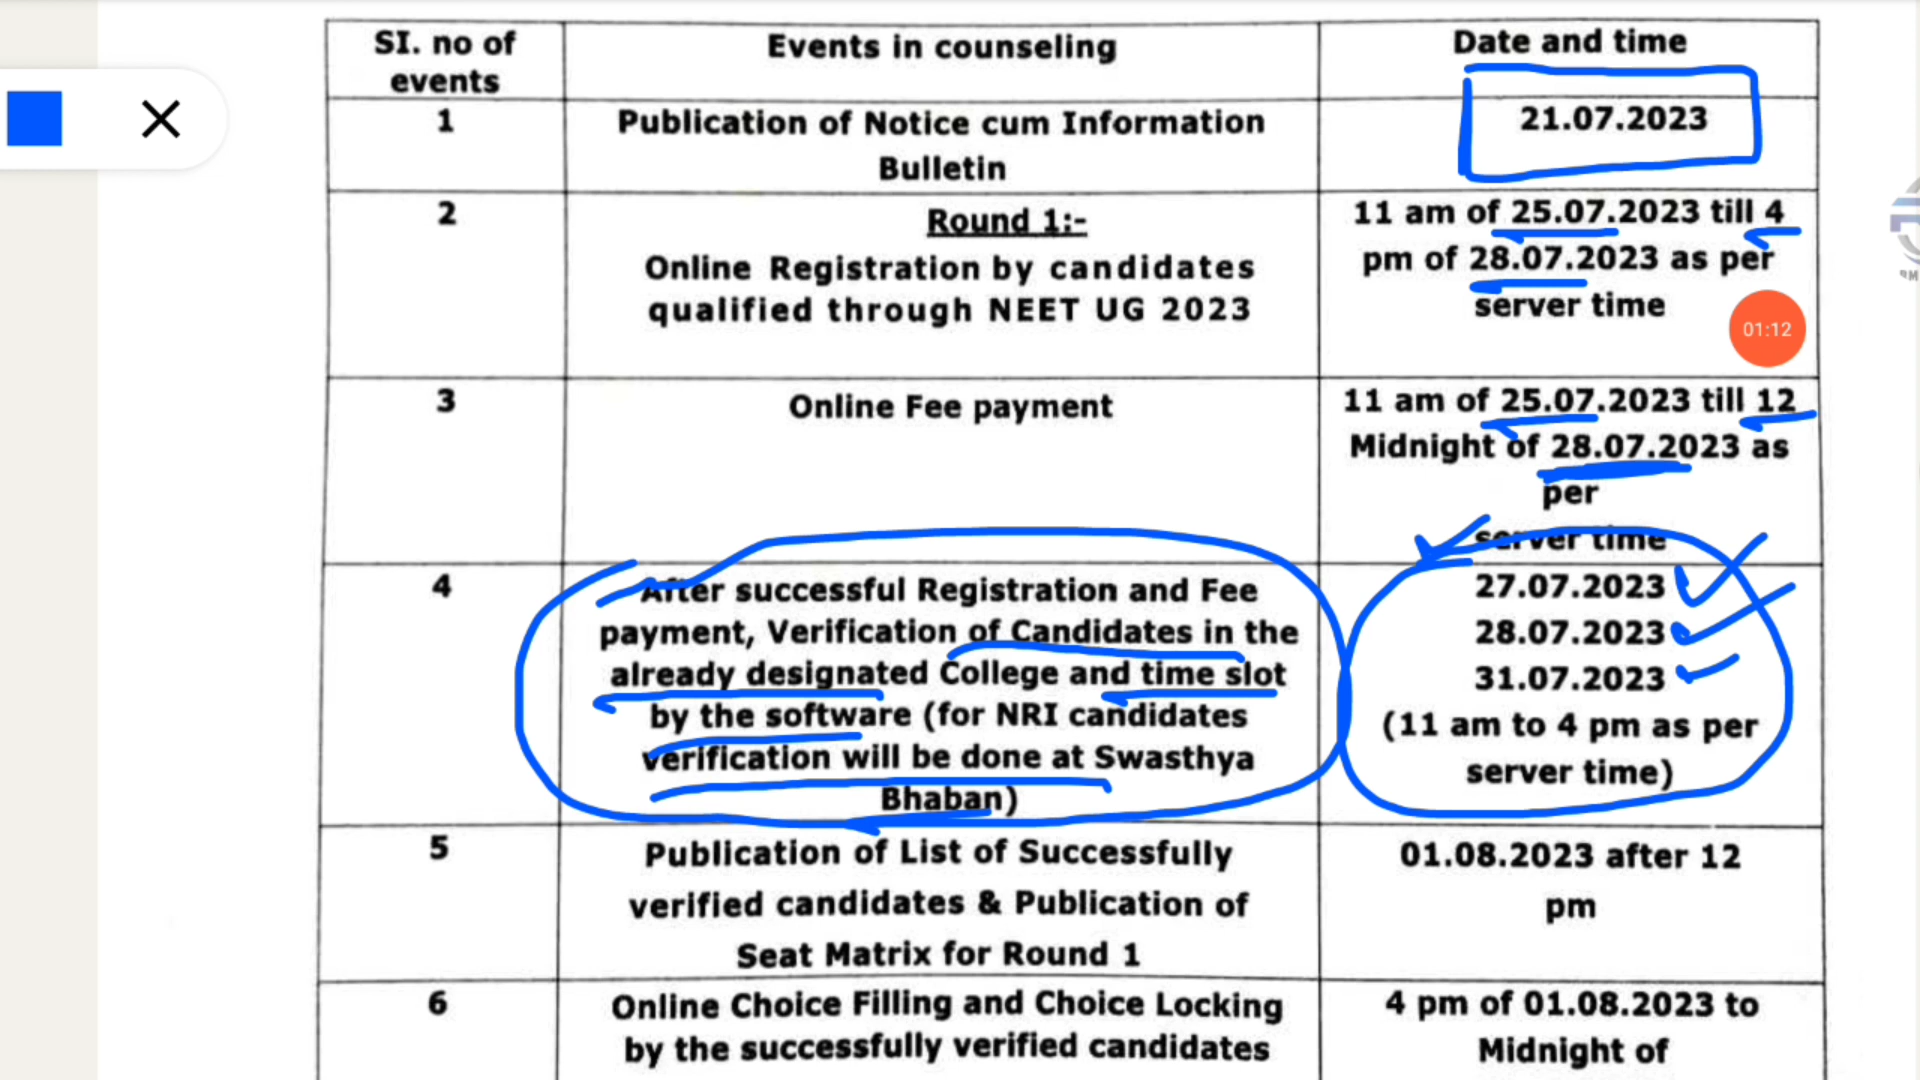 SI. no of
events
Events in counseling
Date and time
1
Publication of Notice cum Information
Bulletin
21.07.2023
2
Round 1:-
Online Registration by candidates
qualified through NEET UG 2023
11 am of 25.07.2023 till 4
pm of 28.07.2023 as per
server time
01:12
3
Online Fee payment
11 am of 25.07.2023 till 12
Midnight of 28.07.2023 as
per
server time
4
After successful Registration and Fee
payment, Verification of Candidates in the
already designated College and time slot
by the software (for NRI candidates
verification will be done at Swasthya
Bhaban)
27.07.2023
28.07.2023
31.07.2023
(11 am to 4 pm as per
server time)
5
Publication of List of Successfully
verified candidates & Publication of
Seat Matrix for Round 1
01.08.2023 after 12
pm
6
Online Choice Filling and Choice Locking
by the successfully verified candidates
4 pm of 01.08.2023 to
Midnight of